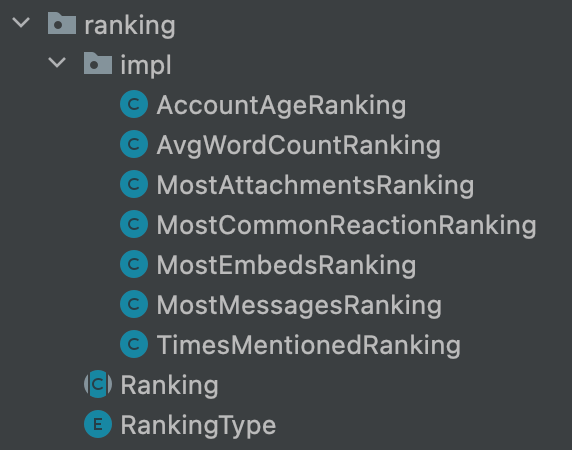 ranking
impl
C AccountAgeRanking
C AvgWordCountRanking
C MostAttachmentsRanking
C MostCommonReactionRanking
C MostEmbedsRanking
C MostMessagesRanking
C TimesMentionedRanking
C Ranking
E RankingType